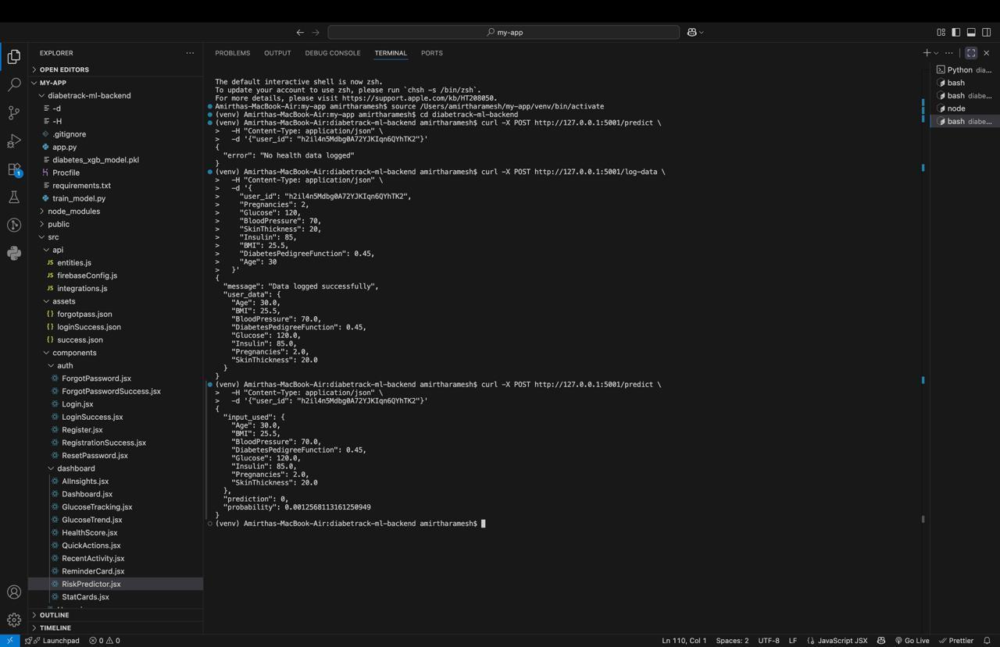 my-app
EXPLORER
OPEN EDITORS
MY-APP
diabetrack-ml-backend
-d
-H
.gitignore
app.py
diabetes_xgb_model.pkl
Procfile
requirements.txt
train_model.py
node_modules
public
src
api
JS entities.js
JS firebaseConfig.js
JS integrations.js
assets
{} forgotpass.json
{} loginSuccess.json
{} success.json
components
auth
ForgotPassword.jsx
ForgotPasswordSuccess.jsx
Login.jsx
LoginSuccess.jsx
Register.jsx
RegistrationSuccess.jsx
ResetPassword.jsx
dashboard
AIInsights.jsx
Dashboard.jsx
GlucoseTracking.jsx
GlucoseTrend.jsx
HealthScore.jsx
QuickActions.jsx
RecentActivity.jsx
ReminderCard.jsx
RiskPredictor.jsx
StatCards.jsx
OUTLINE
TIMELINE
1
PROBLEMS OUTPUT DEBUG CONSOLE TERMINAL PORTS
The default interactive shell is now zsh.
To update your account to use zsh, please run `chsh -s /bin/zsh`.
For more details, please visit https://support.apple.com/kb/HT208050.
Amirthas-MacBook-Air:my-app amirtharamesh$ source /Users/amirtharamesh/my-app/venv/bin/activate
(venv) Amirthas-MacBook-Air:my-app amirtharamesh$ cd diabetrack-ml-backend
(venv) Amirthas-MacBook-Air:diabetrack-ml-backend amirtharamesh$ curl -X POST http://127.0.0.1:5001/predict \
> -H "Content-Type: application/json" \
> -d '{"user_id": "h2il4n5Mdbg0A72YJKIqn6QYhTK2"}'
{
"error": "No health data logged"
}
(venv) Amirthas-MacBook-Air:diabetrack-ml-backend amirtharamesh$ curl -X POST http://127.0.0.1:5001/log-data \
> -H "Content-Type: application/json" \
> -d '{
> "user_id": "h2il4n5Mdbg0A72YJKIqn6QYhTK2",
> "Pregnancies": 2,
> "Glucose": 120,
> "BloodPressure": 70,
> "SkinThickness": 20,
> "Insulin": 85,
> "BMI": 25.5,
> "DiabetesPedigreeFunction": 0.45,
> "Age": 30
> }'
{
"message": "Data logged successfully",
"user_data": {
"Age": 30.0,
"BMI": 25.5,
"BloodPressure": 70.0,
"DiabetesPedigreeFunction": 0.45,
"Glucose": 120.0,
"Insulin": 85.0,
"Pregnancies": 2.0,
"SkinThickness": 20.0
}
}
(venv) Amirthas-MacBook-Air:diabetrack-ml-backend amirtharamesh$ curl -X POST http://127.0.0.1:5001/predict \
> -H "Content-Type: application/json" \
> -d '{"user_id": "h2il4n5Mdbg0A72YJKIqn6QYhTK2"}'
{
"input_used": {
"Age": 30.0,
"BMI": 25.5,
"BloodPressure": 70.0,
"DiabetesPedigreeFunction": 0.45,
"Glucose": 120.0,
"Insulin": 85.0,
"Pregnancies": 2.0,
"SkinThickness": 20.0
},
"prediction": 0,
"probability": 0.0012568113161250949
}
(venv) Amirthas-MacBook-Air:diabetrack-ml-backend amirtharamesh$
Python dia...
bash
bash diabe...
node
bash diabe...
Launchpad 0 0 Ln 110, Col 1 Spaces: 2 UTF-8 LF {} JavaScript JSX Go Live Prettier